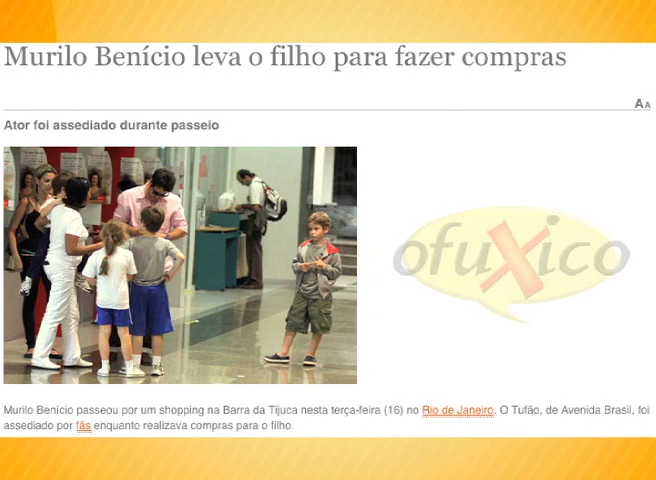 Murilo Benício leva o filho para fazer compras
AA
Ator foi assediado durante passeio
ofuxico
Murilo Benício passeou por um shopping na Barra da Tijuca nesta terça-feira (16) no Rio de Janeiro. O Tufão, de Avenida Brasil, foi
assediado por fãs enquanto realizava compras para o filho.